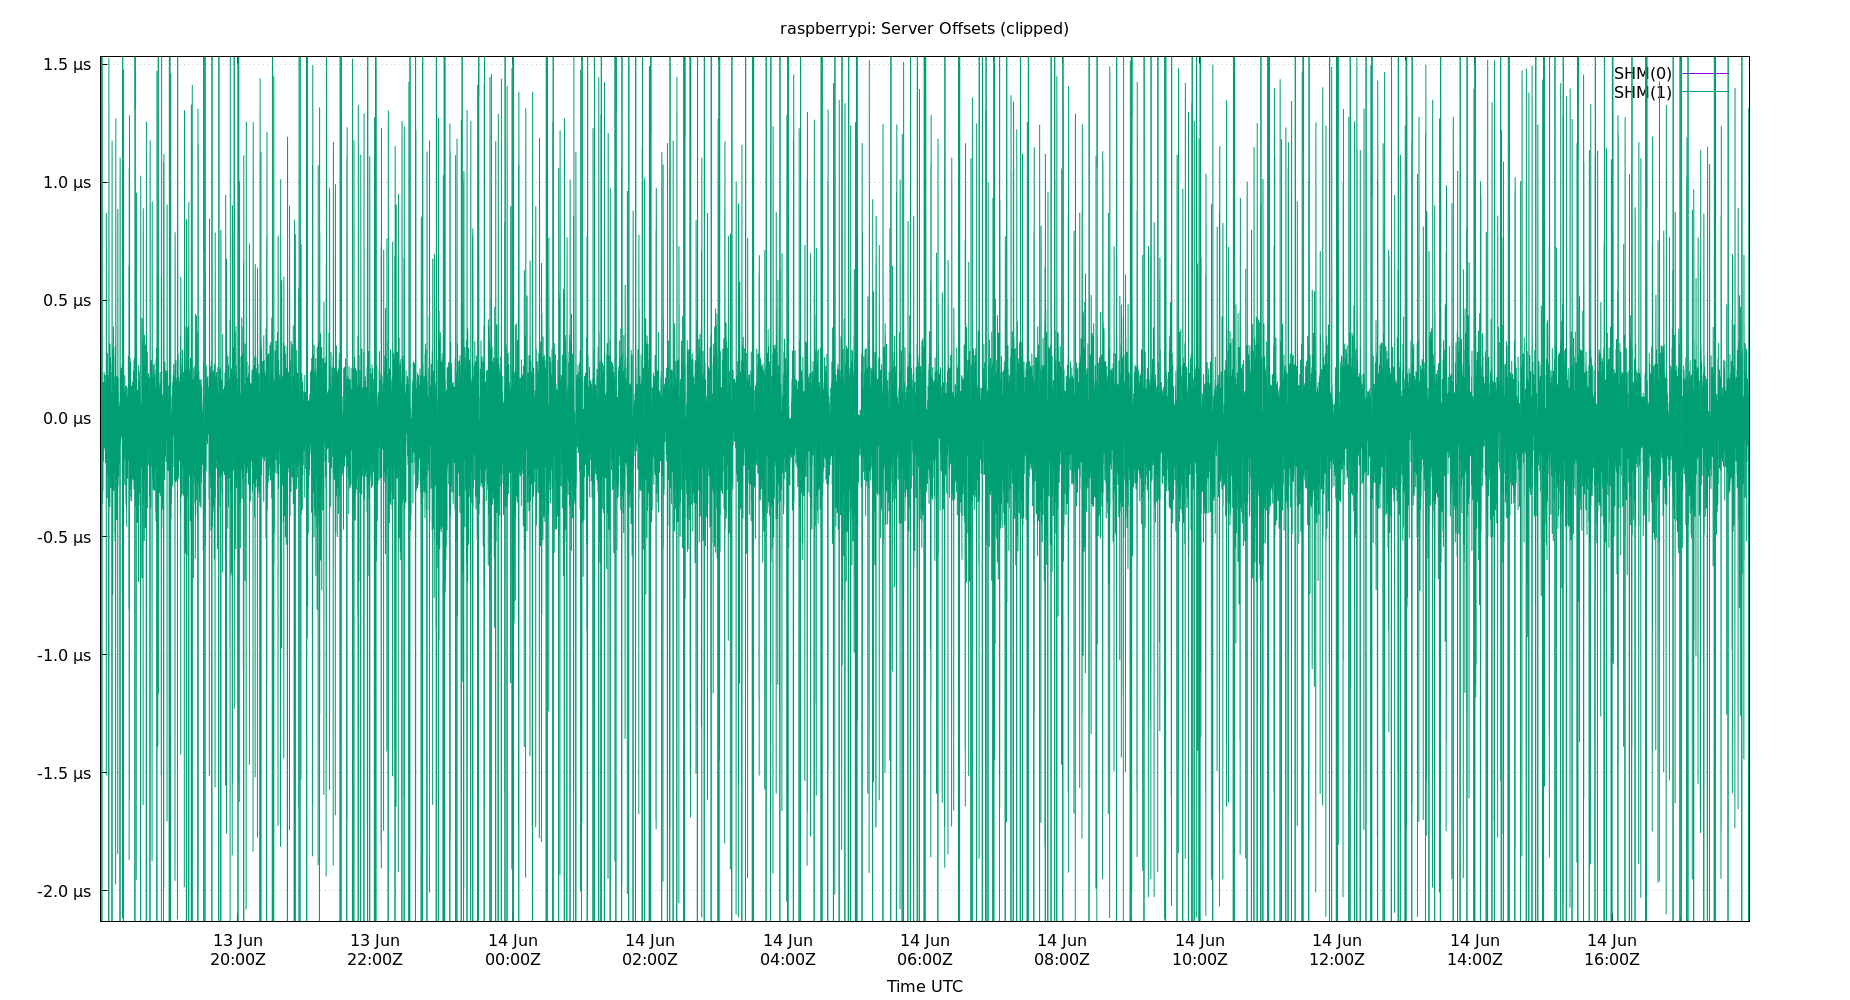 raspberrypi: Server Offsets (clipped)
1.5 µs
1.0 µs
0.5 µs
0.0 µs
-0.5 µs
-1.0 µs
-1.5 µs
-2.0 µs
SHM(0)
SHM(1)
13 Jun 13 Jun 14 Jun 14 Jun 14 Jun 14 Jun 14 Jun 14 Jun 14 Jun 14 Jun 14 Jun
20:00Z 22:00Z 00:00Z 02:00Z 04:00Z 06:00Z 08:00Z 10:00Z 12:00Z 14:00Z 16:00Z
Time UTC